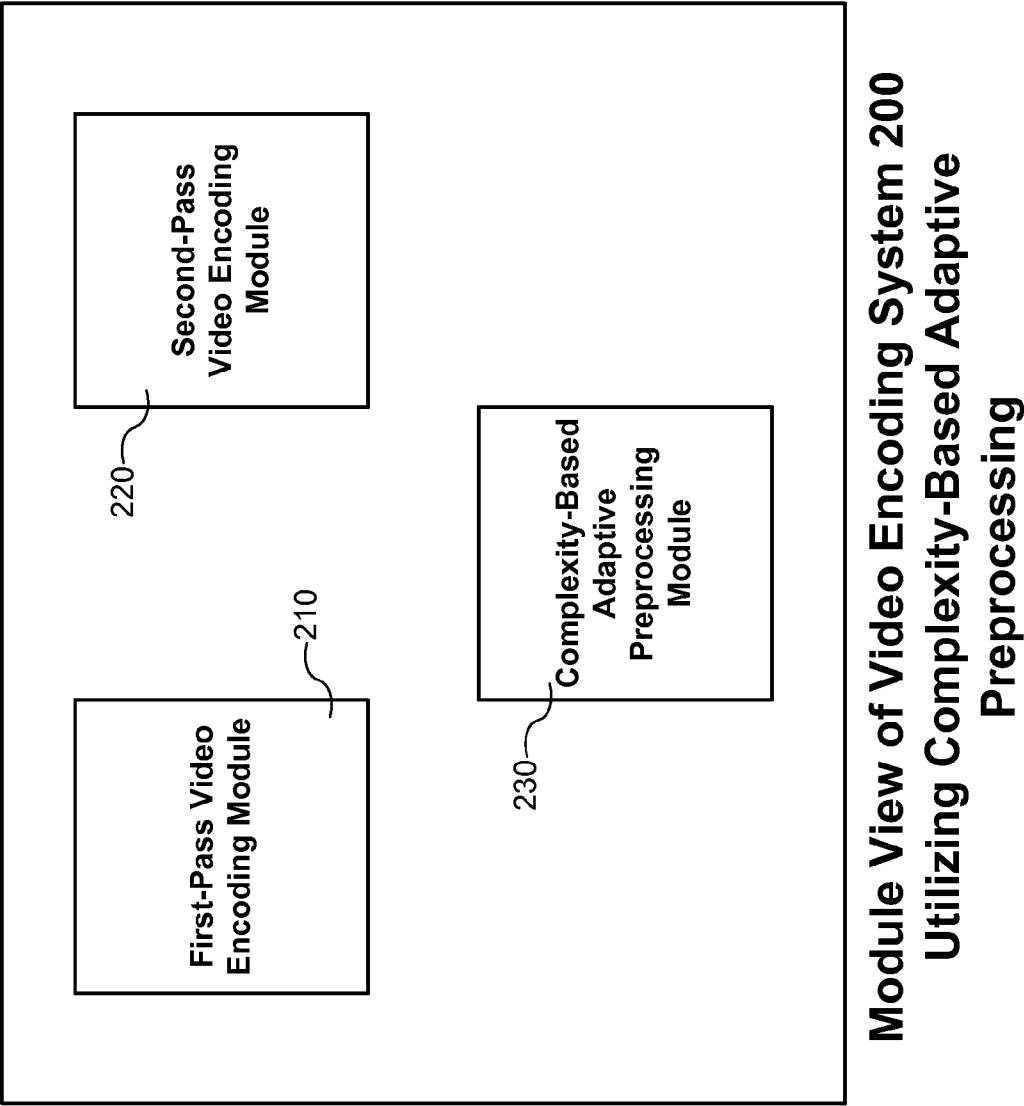 First-Pass Video
Encoding Module
210
Second-Pass
Video Encoding
Module
220
Complexity-Based
Adaptive
Preprocessing
Module
230
Module View of Video Encoding System 200
Utilizing Complexity-Based Adaptive
Preprocessing